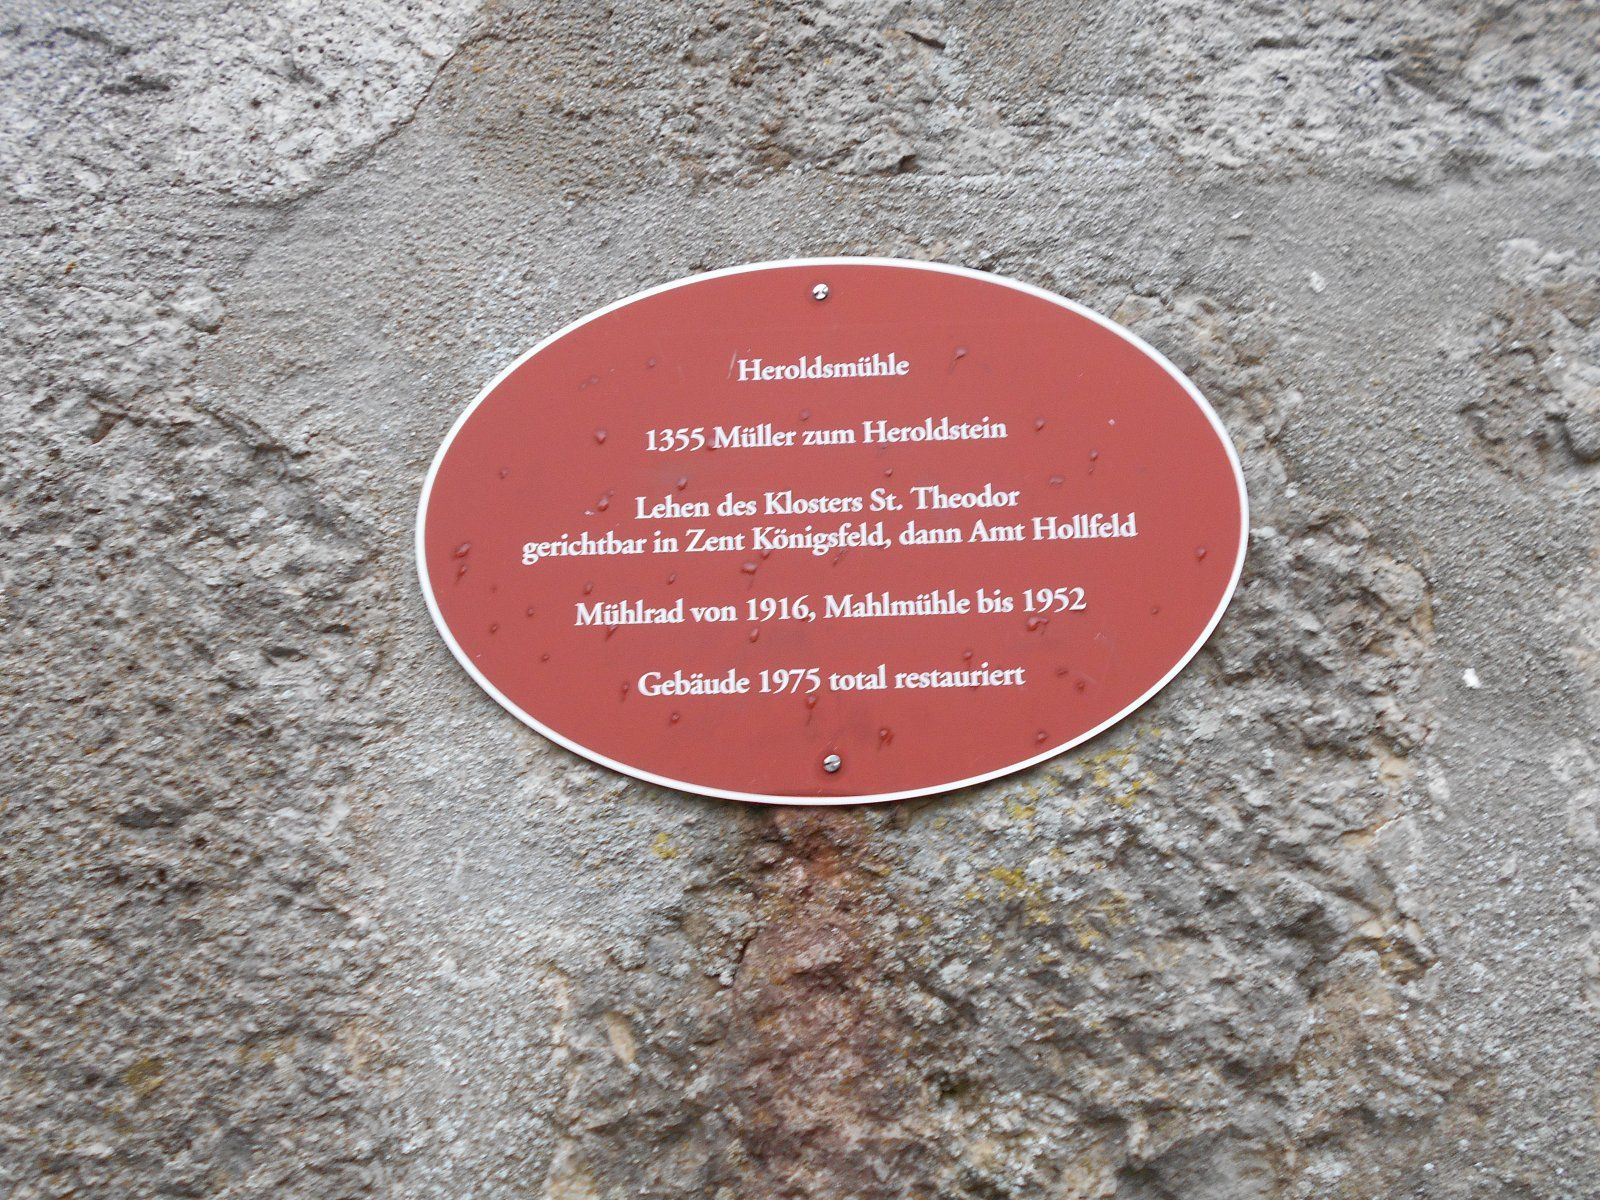 Heroldsmühle
1355 Müller zum Heroldstein
Lehen des Klosters St. Theodor
gerichtbar in Zent Königsfeld, dann Amt Hollfeld
Mühlrad von 1916, Mahlmühle bis 1952
Gebäude 1975 total restauriert